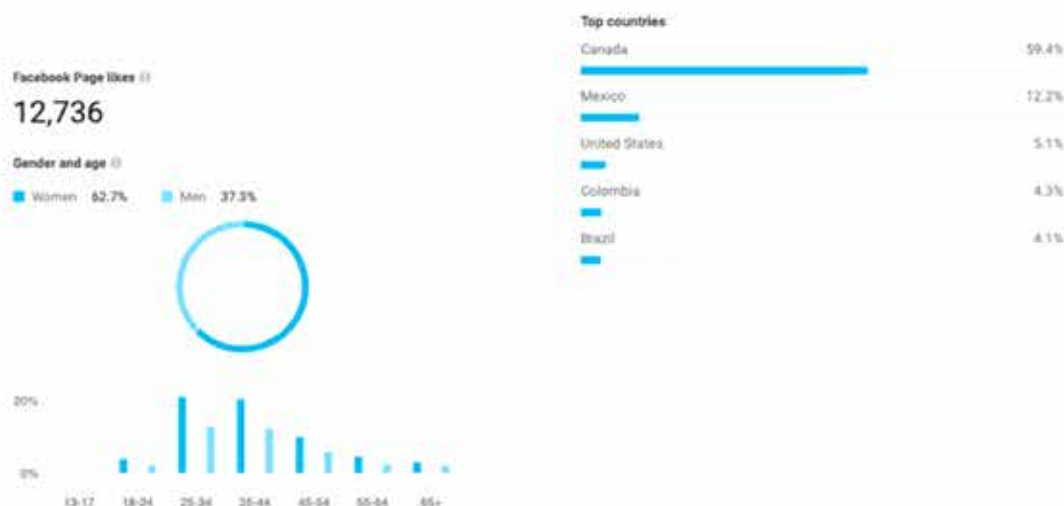 Facebook Page likes
12,736
Gender and age
Women 62.7% Men 37.3%
20%
0%
13-17 18-24 25-34 35-44 45-54 55-64 65+
Top countries
Canada 59.4%
Mexico 12.2%
United States 5.1%
Colombia 4.3%
Brazil 4.1%